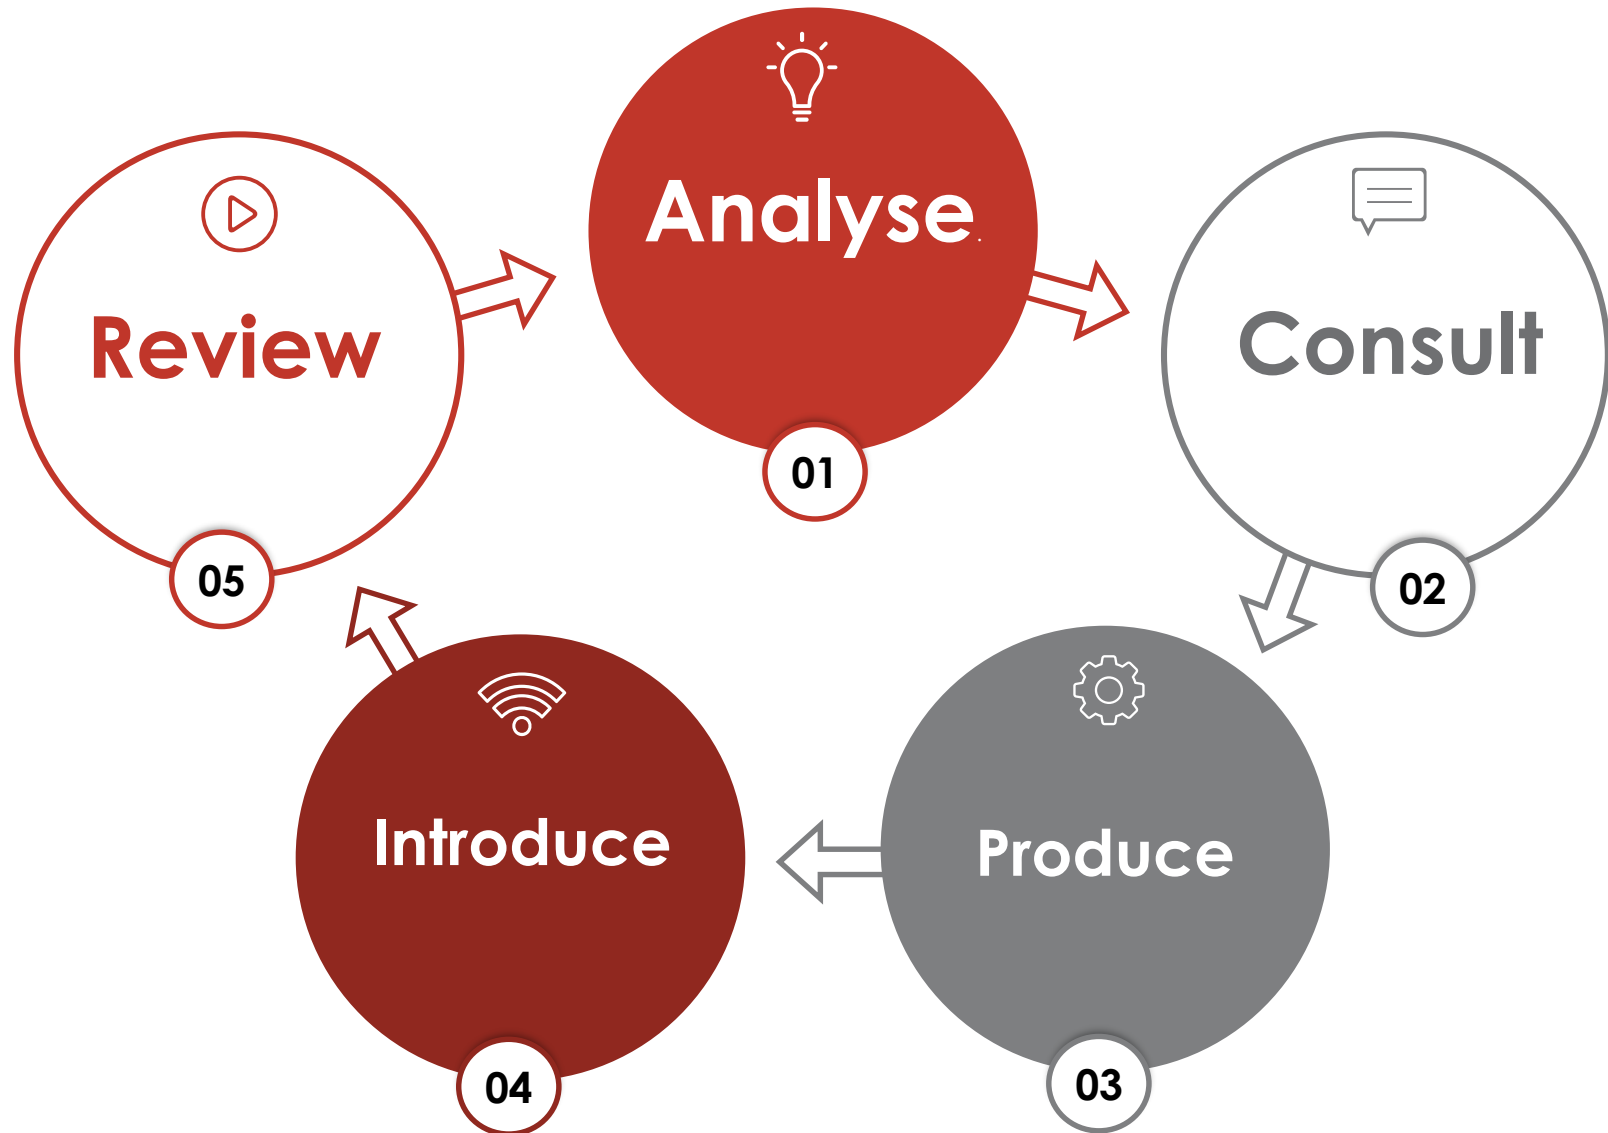 Analyse.
01
Consult
02
Produce
03
Introduce
04
Review
05